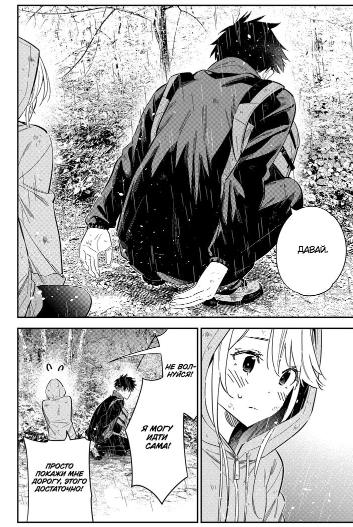 ДАВАЙ.
НЕ ВОЛ-
НУЙСЯ!
Я МОГУ
ИДТИ
САМА!
ПРОСТО
ПОКАЖИ МНЕ
ДОРОГУ, ЭТОГО
ДОСТАТОЧНО!